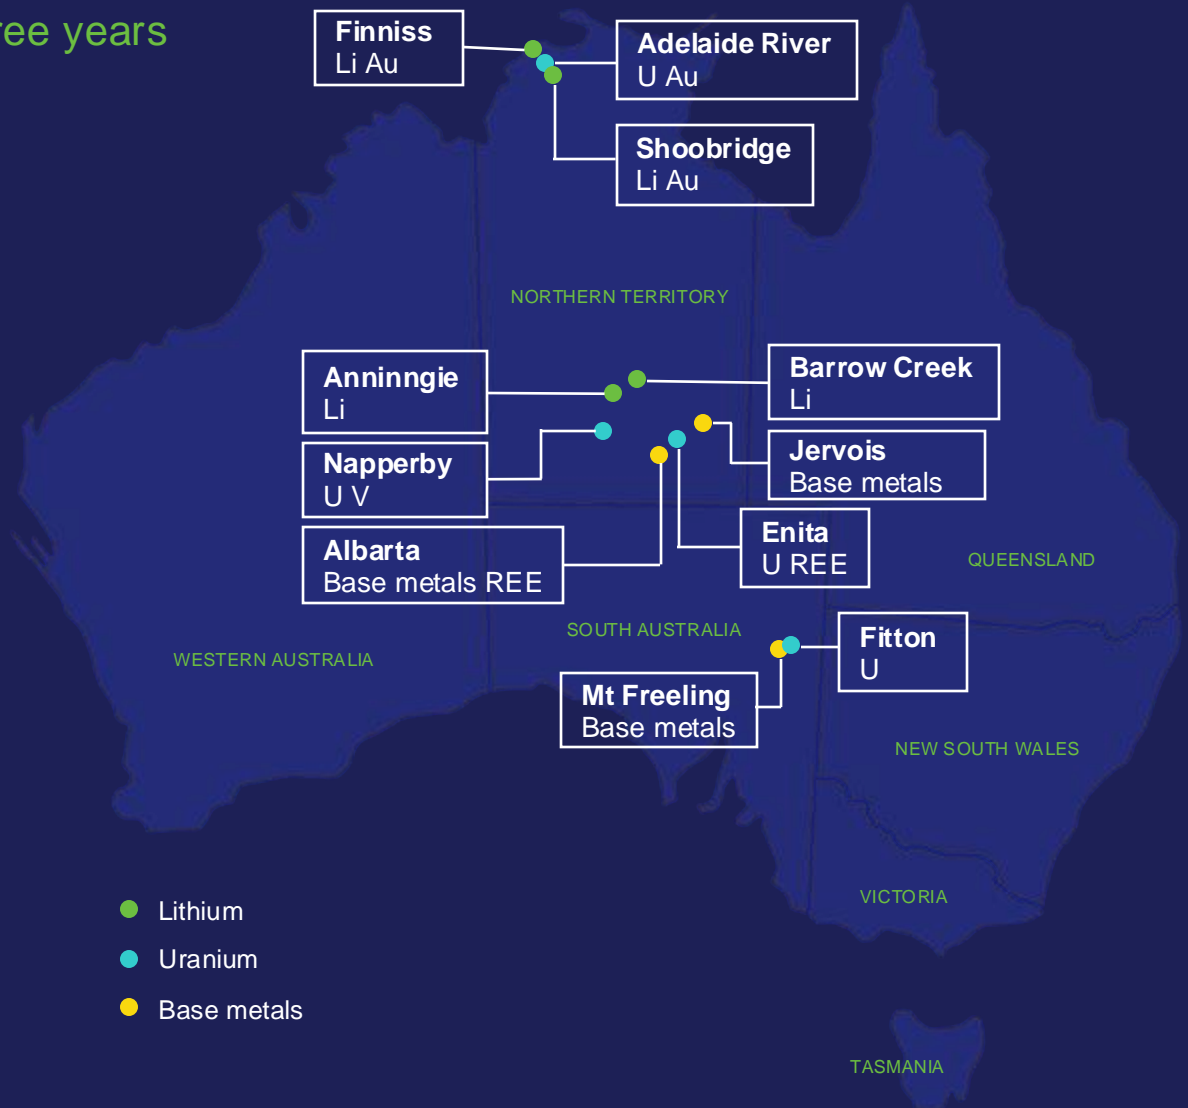 ree years
Finniss
Li Au
Adelaide River
U Au
Shoobridge
Li Au
NORTHERN TERRITORY
Anninngie
Li
Barrow Creek
Li
Napperby
U V
Jervois
Base metals
Albarta
Base metals REE
Enita
U REE
QUEENSLAND
SOUTH AUSTRALIA
WESTERN AUSTRALIA
Fitton
U
Mt Freeling
Base metals
NEW SOUTH WALES
VICTORIA
Lithium
Uranium
Base metals
TASMANIA